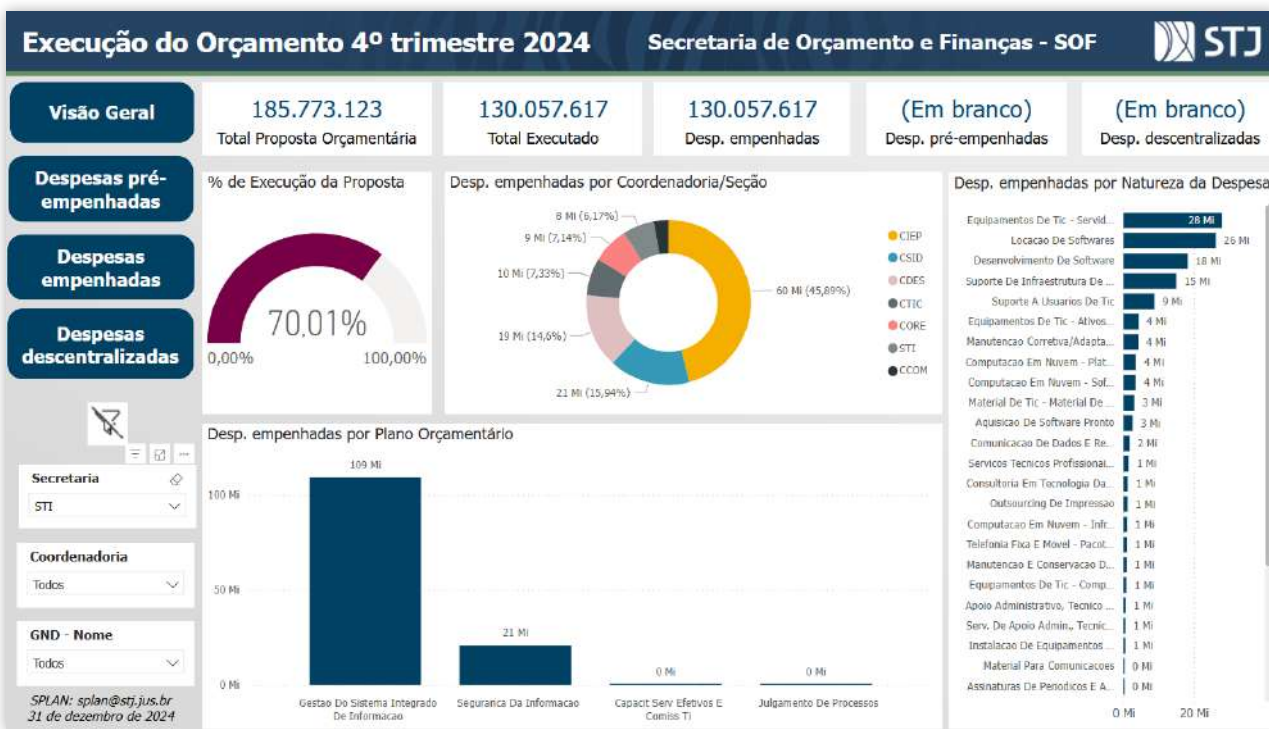 Execução do Orçamento 4º trimestre 2024
Secretaria de Orçamento e Finanças - SOF
STJ
Visão Geral
Despesas pré-
empenhadas
Despesas
empenhadas
Despesas
descentralizadas
185.773.123
Total Proposta Orçamentária
130.057.617
Total Executado
130.057.617
Desp. empenhadas
(Em branco)
Desp. pré-empenhadas
(Em branco)
Desp. descentralizadas
% de Execução da Proposta
70,01%
0,00%
100,00%
Desp. empenhadas por Coordenadoria/Seção
8 Mi (6,17%)
9 Mi (7,14%)
10 Mi (7,33%)
19 Mi (14,6%)
21 Mi (15,94%)
60 Mi (45,89%)
CIEP
CSID
CDES
CTIC
CORE
STI
CCOM
Desp. empenhadas por Natureza da Despesa
Equipamentos De Tic - Servid... 28 Mi
Locacao De Softwares 26 Mi
Desenvolvimento De Software 18 Mi
Suporte De Infraestrutura De ... 15 Mi
Suporte A Usuarios De Tic 9 Mi
Equipamentos De Tic - Ativos... 4 Mi
Manutencao Corretiva/Adapta... 4 Mi
Computacao Em Nuvem - Plat... 4 Mi
Computacao Em Nuvem - Sof... 4 Mi
Material De Tic - Material De ... 3 Mi
Aquisicao De Software Pronto 3 Mi
Comunicacao De Dados E Re... 2 Mi
Servicos Tecnicos Profissionai... 1 Mi
Consultoria Em Tecnologia Da... 1 Mi
Outsourcing De Impressao 1 Mi
Computacao Em Nuvem - Infr... 1 Mi
Telefonia Fixa E Movel - Pacot... 1 Mi
Manutencao E Conservacao D... 1 Mi
Equipamentos De Tic - Comp... 1 Mi
Apoio Administrativo, Tecnico ... 1 Mi
Serv. De Apoio Admin., Tecnic... 1 Mi
Instalacao De Equipamentos ... 1 Mi
Material Para Comunicacoes 0 Mi
Assinaturas De Periodicos E A... 0 Mi
0 Mi 20 Mi
Desp. empenhadas por Plano Orçamentário
100 Mi
50 Mi
0 Mi
109 Mi
21 Mi
0 Mi
0 Mi
Gestao Do Sistema Integrado
De Informacao
Seguranca Da Informacao
Capacit Serv Efetivos E
Comiss Ti
Julgamento De Processos
Secretaria
STI
Coordenadoria
Todos
GND - Nome
Todos
SPLAN: splan@stj.jus.br
31 de dezembro de 2024